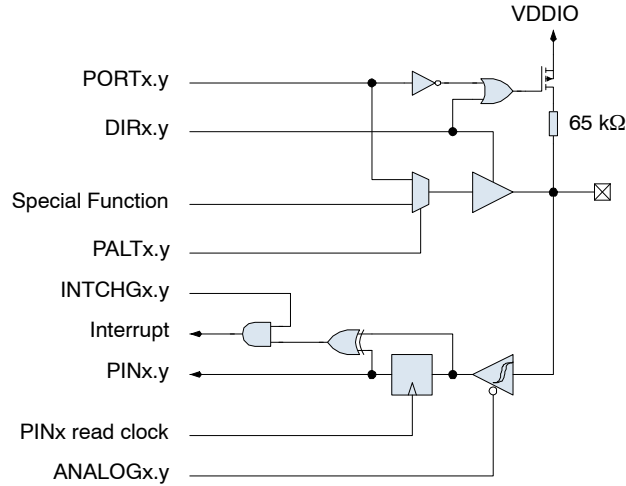 VDDIO
PORTx.y
DIRx.y
65 kΩ
Special Function
PALTx.y
INTCHGx.y
Interrupt
PINx.y
PINx read clock
ANALOGx.y